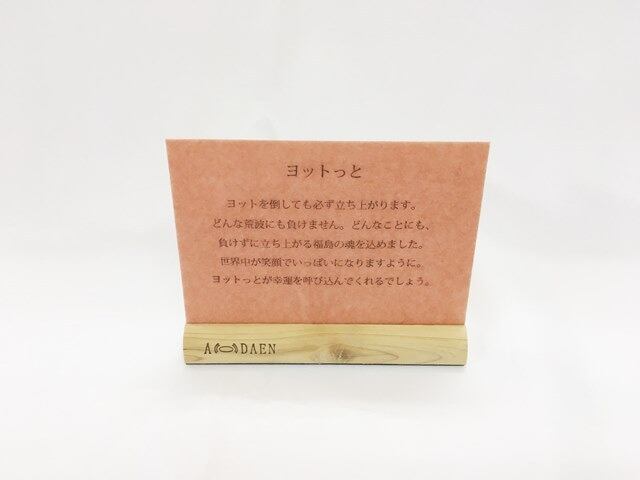 ヨットっと
ヨットを倒しても必ず立ち上がります。
どんな荒波にも負けません。どんなことにも、
負けずに立ち上がる福島の魂を込めました。
世界中が笑顔でいっぱいになりますように。
ヨットっとが幸運を呼び込んでくれるでしょう。
A DAEN